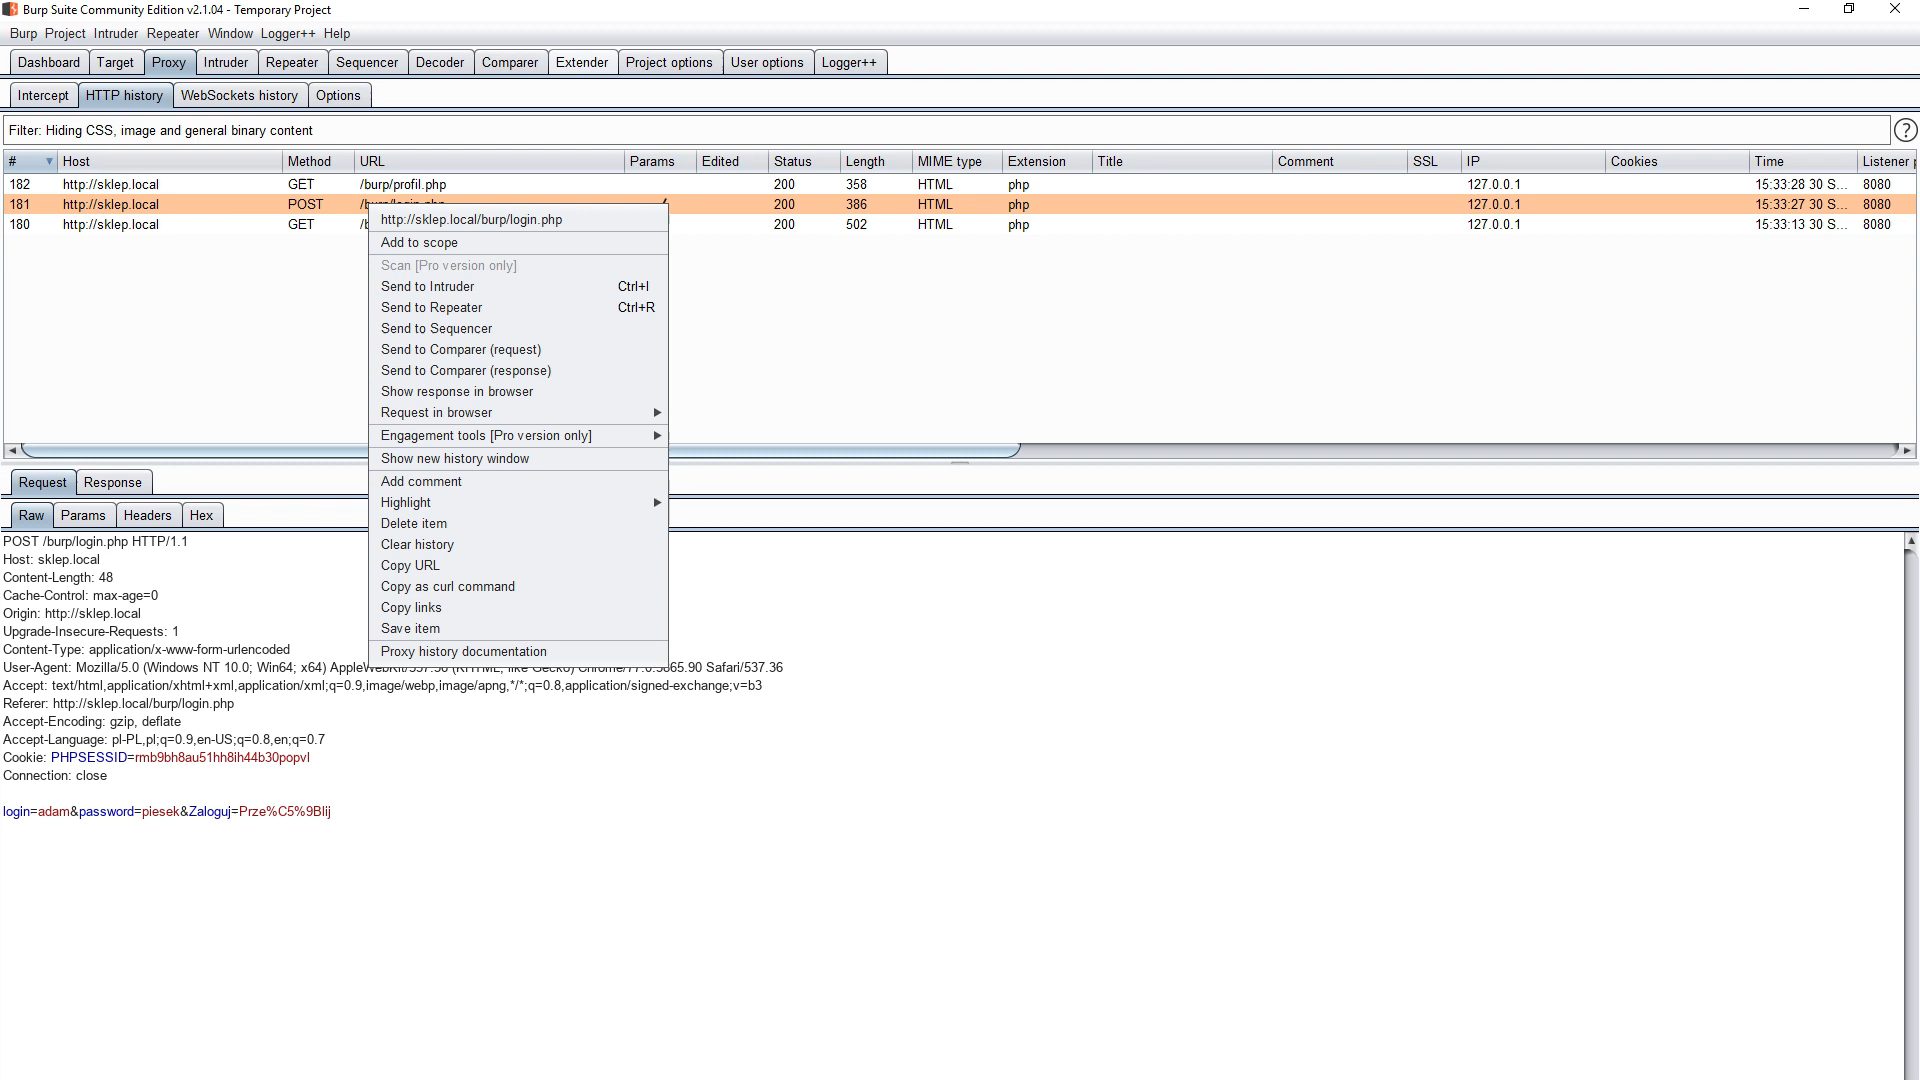 Burp Suite Community Edition v2.1.04 - Temporary Project
Burp Project Intruder Repeater Window Logger++ Help
Dashboard Target Proxy Intruder Repeater Sequencer Decoder Comparer Extender Project options User options Logger++
Intercept HTTP history WebSockets history Options
Filter: Hiding CSS, image and general binary content ?
# Host Method URL Params Edited Status Length MIME type Extension Title Comment SSL IP Cookies Time Listener
182 http://sklep.local GET /burp/profil.php 200 358 HTML php 127.0.0.1 15:33:28 30 S... 8080
181 http://sklep.local POST /burp/login.php 200 386 HTML php 127.0.0.1 15:33:27 30 S... 8080
180 http://sklep.local GET 200 502 HTML php 127.0.0.1 15:33:13 30 S... 8080
http://sklep.local/burp/login.php
Add to scope
Scan [Pro version only]
Send to Intruder Ctrl+I
Send to Repeater Ctrl+R
Send to Sequencer
Send to Comparer (request)
Send to Comparer (response)
Show response in browser
Request in browser
Engagement tools [Pro version only]
Show new history window
Add comment
Highlight
Delete item
Clear history
Copy URL
Copy as curl command
Copy links
Save item
Proxy history documentation
Request Response
Raw Params Headers Hex
POST /burp/login.php HTTP/1.1
Host: sklep.local
Content-Length: 48
Cache-Control: max-age=0
Origin: http://sklep.local
Upgrade-Insecure-Requests: 1
Content-Type: application/x-www-form-urlencoded
User-Agent: Mozilla/5.0 (Windows NT 10.0; Win64; x64) AppleWebKit/537.36 (KHTML, like Gecko) Chrome/77.0.3865.90 Safari/537.36
Accept: text/html,application/xhtml+xml,application/xml;q=0.9,image/webp,image/apng,*/*;q=0.8,application/signed-exchange;v=b3
Referer: http://sklep.local/burp/login.php
Accept-Encoding: gzip, deflate
Accept-Language: pl-PL,pl;q=0.9,en-US;q=0.8,en;q=0.7
Cookie: PHPSESSID=rmb9bh8au51hh8ih44b30popvl
Connection: close
login=adam&password=piesek&Zaloguj=Prze%C5%9Blij